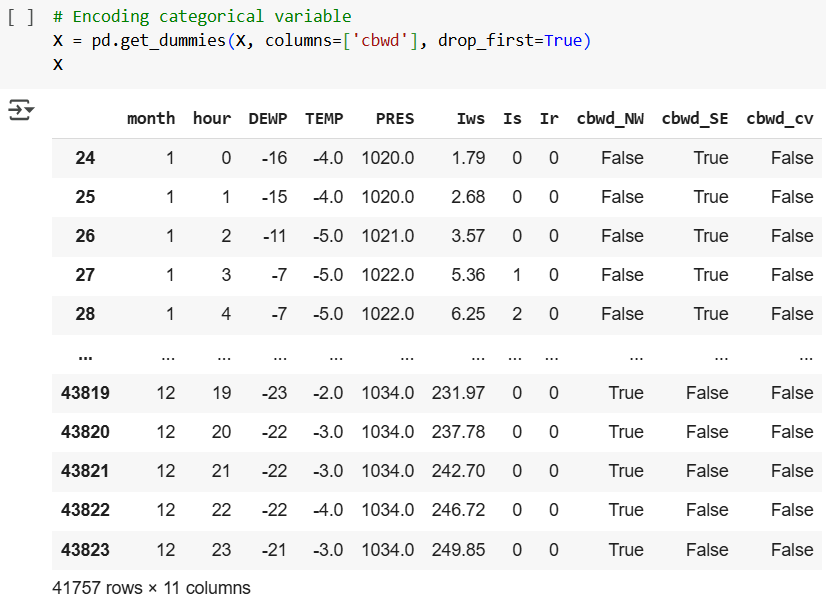 [ ] # Encoding categorical variable
X = pd.get_dummies(X, columns=['cbwd'], drop_first=True)
X
month hour DEWP TEMP PRES Iws Is Ir cbwd_NW cbwd_SE cbwd_cv
24 1 0 -16 -4.0 1020.0 1.79 0 0 False True False
25 1 1 -15 -4.0 1020.0 2.68 0 0 False True False
26 1 2 -11 -5.0 1021.0 3.57 0 0 False True False
27 1 3 -7 -5.0 1022.0 5.36 1 0 False True False
28 1 4 -7 -5.0 1022.0 6.25 2 0 False True False
... ... ... ... ... ... ... ... ... ... ... ...
43819 12 19 -23 -2.0 1034.0 231.97 0 0 True False False
43820 12 20 -22 -3.0 1034.0 237.78 0 0 True False False
43821 12 21 -22 -3.0 1034.0 242.70 0 0 True False False
43822 12 22 -22 -4.0 1034.0 246.72 0 0 True False False
43823 12 23 -21 -3.0 1034.0 249.85 0 0 True False False
41757 rows × 11 columns